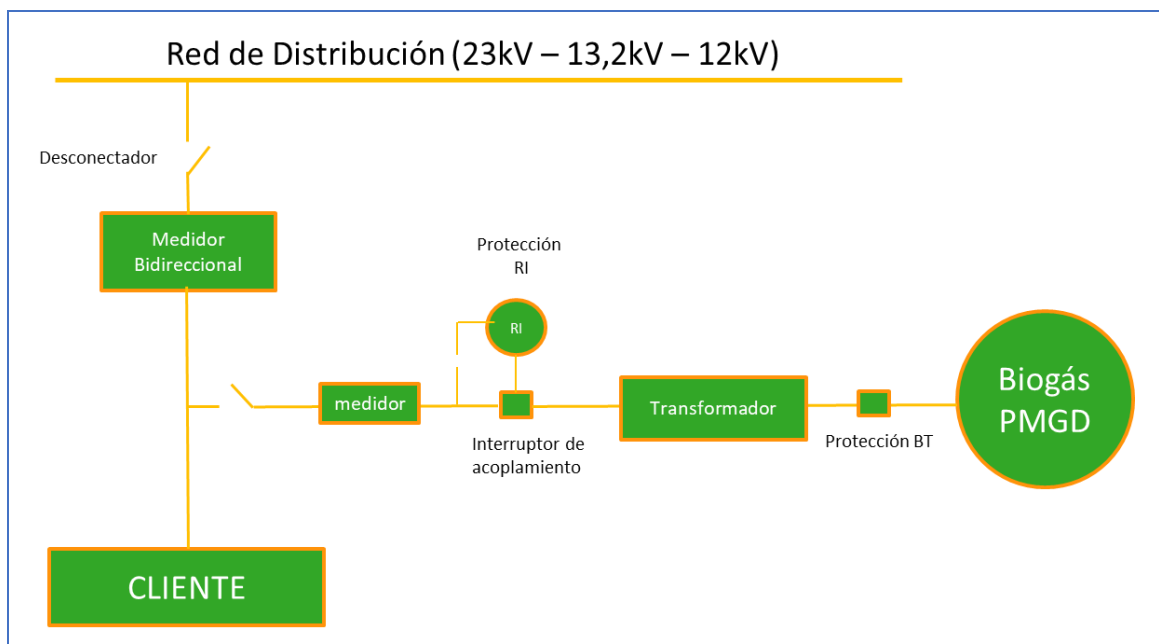 Red de Distribución (23kV – 13,2kV – 12kV)
Desconectador
Medidor
Bidireccional
Protección
RI
RI
medidor
Interruptor de
acoplamiento
Transformador
Protección BT
Biogás
PMGD
CLIENTE